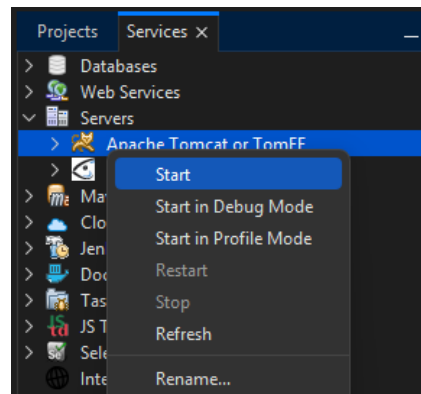 Projects Services ×
Databases
Web Services
Servers
Apache Tomcat or TomEE
Start
Ma
Start in Debug Mode
Clo
Start in Profile Mode
Jen
Restart
Doc
Stop
Tas
Refresh
JS T
Sele
Rename...
Inte